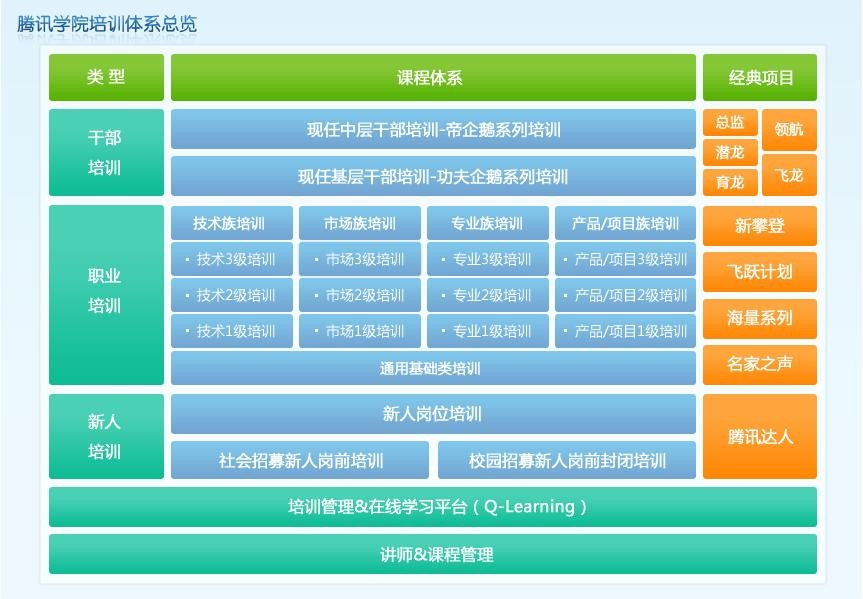 腾讯学院培训体系总览
类 型
课程体系
经典项目
干部
培训
现任中层干部培训-帝企鹅系列培训
现任基层干部培训-功夫企鹅系列培训
总监
领航
潜龙
飞龙
育龙
职业
培训
技术族培训
市场族培训
专业族培训
产品/项目族培训
· 技术3级培训
· 市场3级培训
· 专业3级培训
· 产品/项目3级培训
· 技术2级培训
· 市场2级培训
· 专业2级培训
· 产品/项目2级培训
· 技术1级培训
· 市场1级培训
· 专业1级培训
· 产品/项目1级培训
通用基础类培训
新攀登
飞跃计划
海量系列
名家之声
新人
培训
新人岗位培训
社会招募新人岗前培训
校园招募新人岗前封闭培训
腾讯达人
培训管理&在线学习平台（Q-Learning）
讲师&课程管理